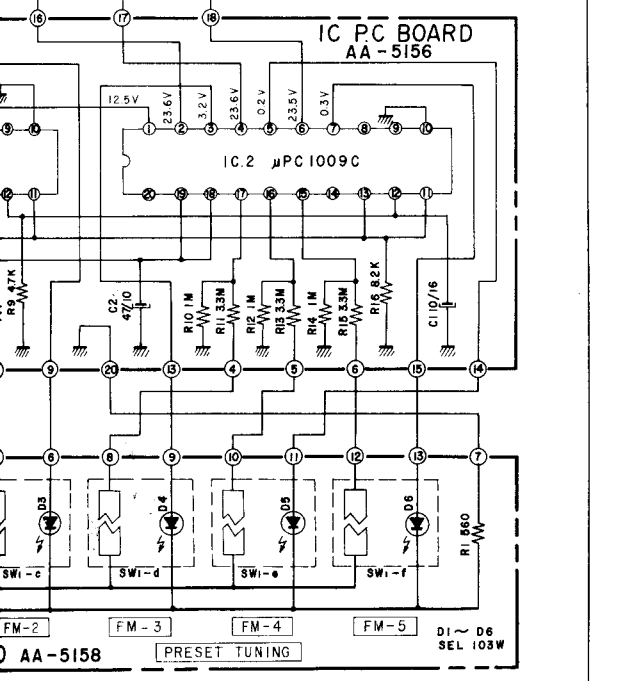 16 17 18
IC P.C BOARD
AA-5156
12.5V 23.6V 3.2V 23.6V 0.2V 23.5V 0.3V
9 10 1 2 3 4 5 6 7 8 9 10
IC.2 µPC1009C
12 11 20 19 18 17 16 15 14 13 12 11
R9 47K
C2 47/10
R10 1M
R11 3.3M
R12 1M
R13 3.3M
R14 1M
R15 3.3M
R16 8.2K
C1 10/16
9 20 13 4 5 6 15 14
6 8 9 10 11 12 13 7
D3 D4 D5 D6
R1 560
SW1-c SW1-d SW1-e SW1-f
FM-2 FM-3 FM-4 FM-5
D1~D6
SEL 103W
AA-5158 PRESET TUNING